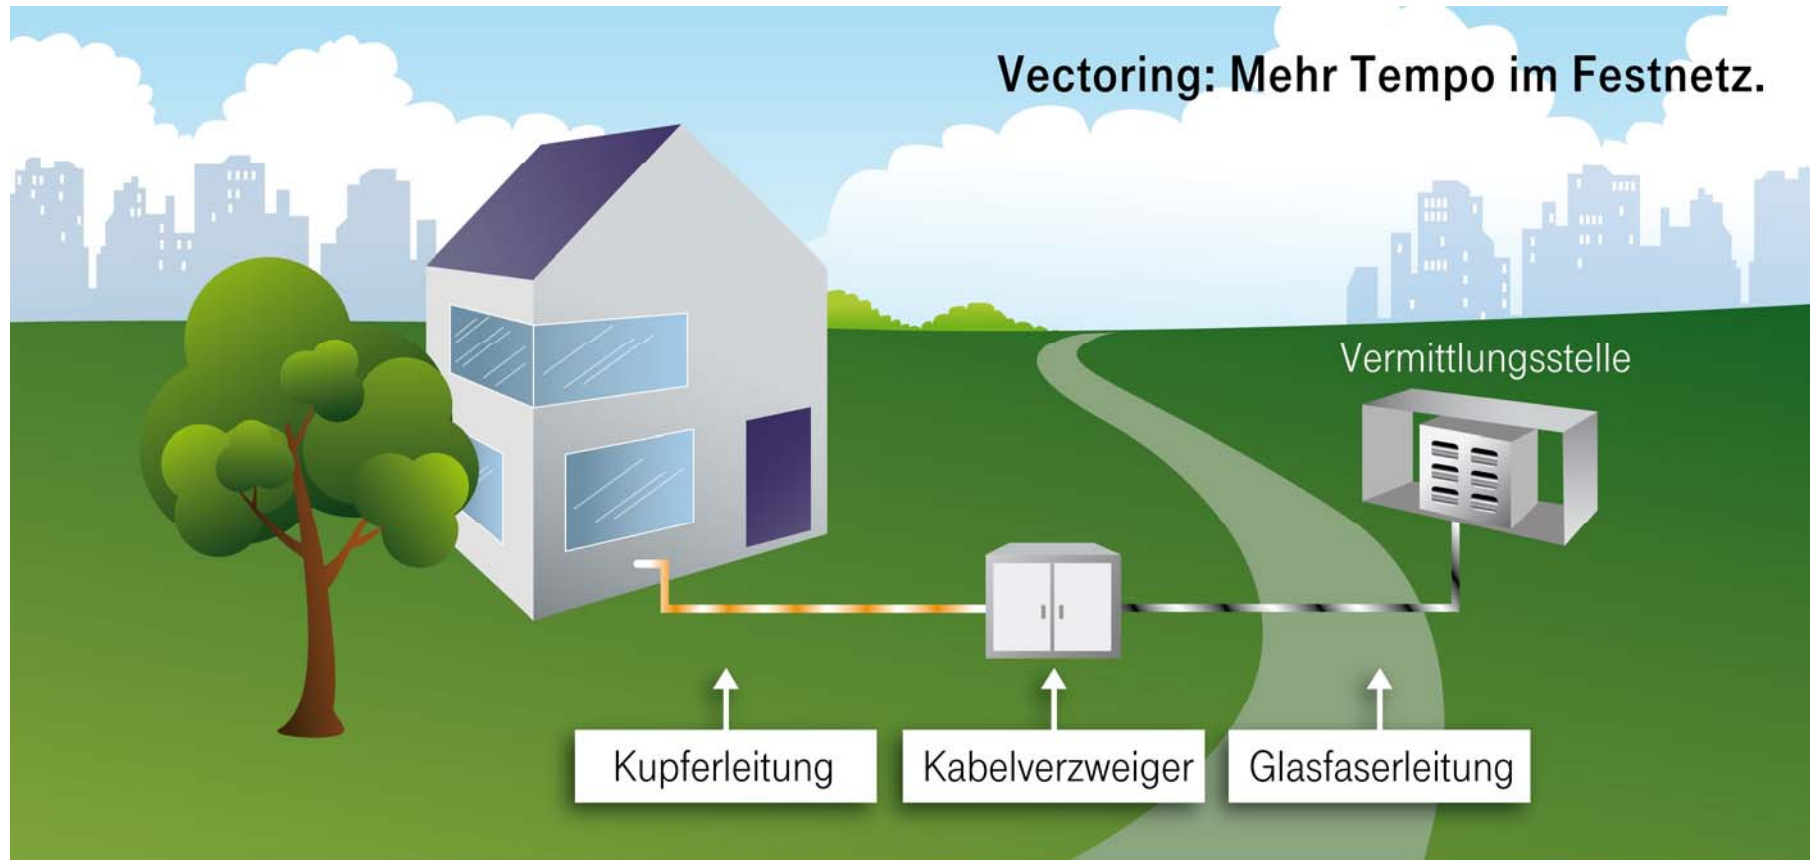 Vectoring: Mehr Tempo im Festnetz.
Vermittlungsstelle
Kupferleitung
Kabelverzweiger
Glasfaserleitung